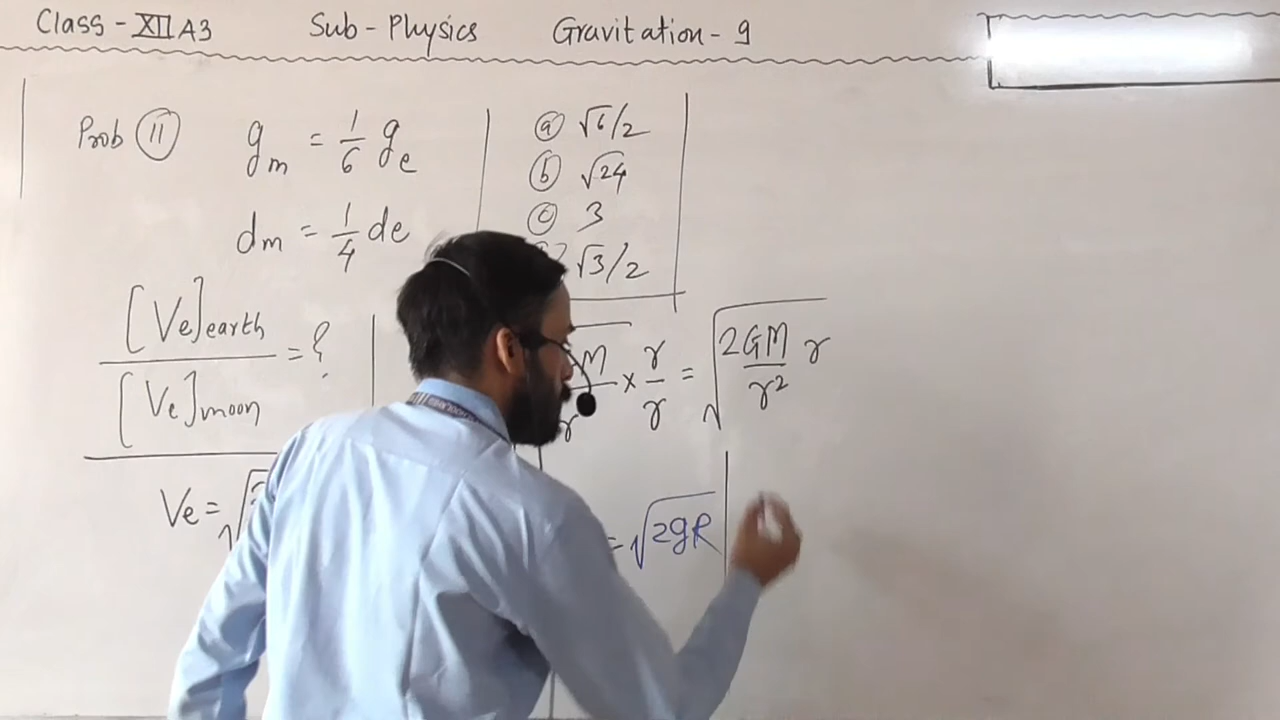 Class - XII A3 Sub - Physics Gravitation - 9
Prob (11) g_m = 1/6 g_e
d_m = 1/4 d_e
[Ve]earth / [Ve]moon = ?
(a) √6/2
(b) √24
(c) 3
√3/2
M × r/r = √(2GM/r² r)
r
Ve = √
= √2gR